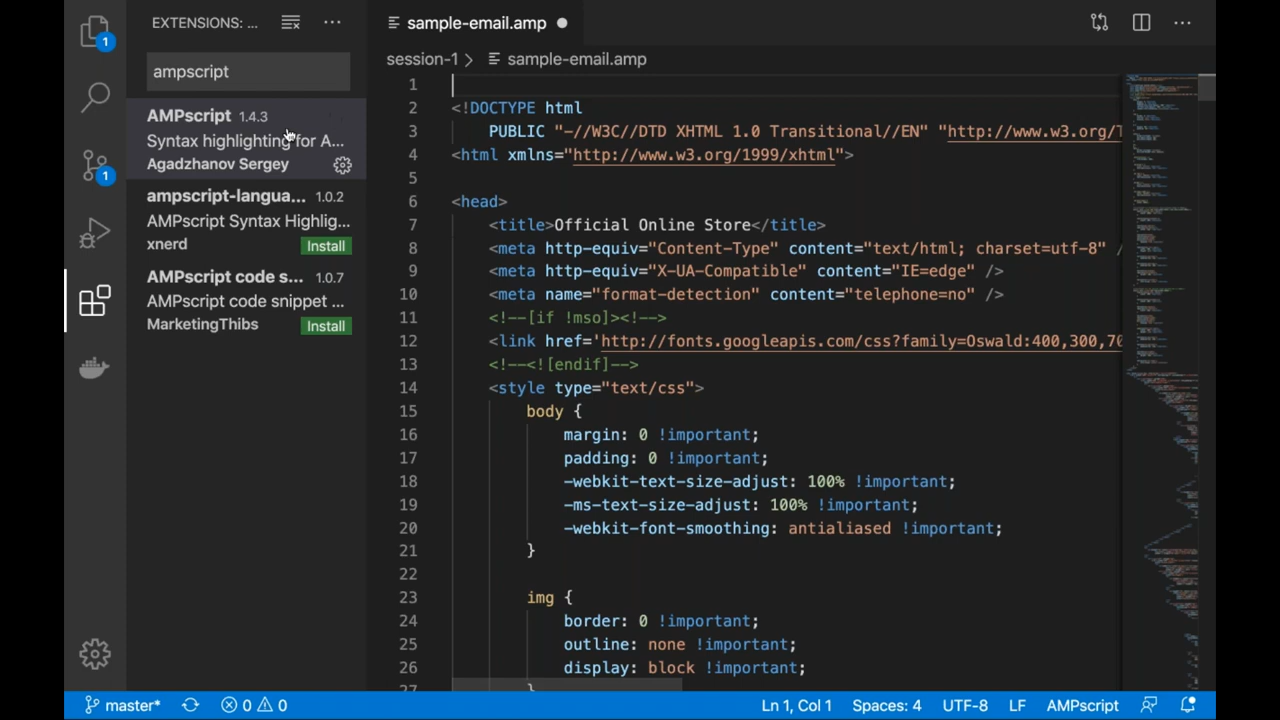 EXTENSIONS: ...
sample-email.amp
1
ampscript
session-1 > sample-email.amp
AMPscript 1.4.3
Syntax highlighting for A...
Agadzhanov Sergey
ampscript-langua... 1.0.2
AMPscript Syntax Highlig...
xnerd Install
AMPscript code s... 1.0.7
AMPscript code snippet ...
MarketingThibs Install
1
1
2 <!DOCTYPE html
3 PUBLIC "-//W3C//DTD XHTML 1.0 Transitional//EN" "http://www.w3.org/T
4 <html xmlns="http://www.w3.org/1999/xhtml">
5
6 <head>
7 <title>Official Online Store</title>
8 <meta http-equiv="Content-Type" content="text/html; charset=utf-8" /
9 <meta http-equiv="X-UA-Compatible" content="IE=edge" />
10 <meta name="format-detection" content="telephone=no" />
11 <!--[if !mso]><!-->
12 <link href='http://fonts.googleapis.com/css?family=Oswald:400,300,70
13 <!--<![endif]-->
14 <style type="text/css">
15 body {
16 margin: 0 !important;
17 padding: 0 !important;
18 -webkit-text-size-adjust: 100% !important;
19 -ms-text-size-adjust: 100% !important;
20 -webkit-font-smoothing: antialiased !important;
21 }
22
23 img {
24 border: 0 !important;
25 outline: none !important;
26 display: block !important;
27 }
master* 0 0 Ln 1, Col 1 Spaces: 4 UTF-8 LF AMPscript